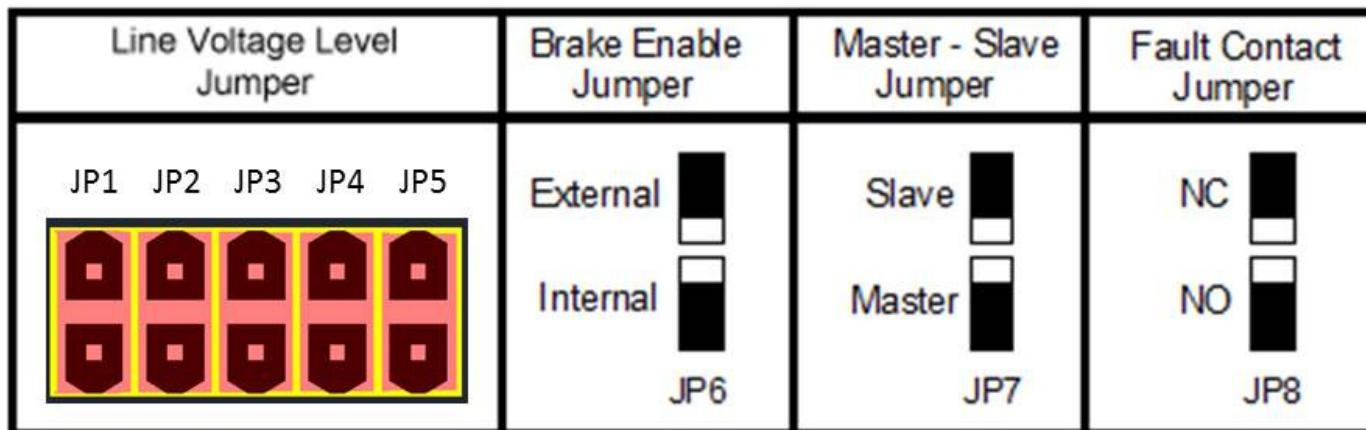 Line Voltage Level
Jumper
Brake Enable
Jumper
Master - Slave
Jumper
Fault Contact
Jumper
JP1 JP2 JP3 JP4 JP5
External
Internal
JP6
Slave
Master
JP7
NC
NO
JP8